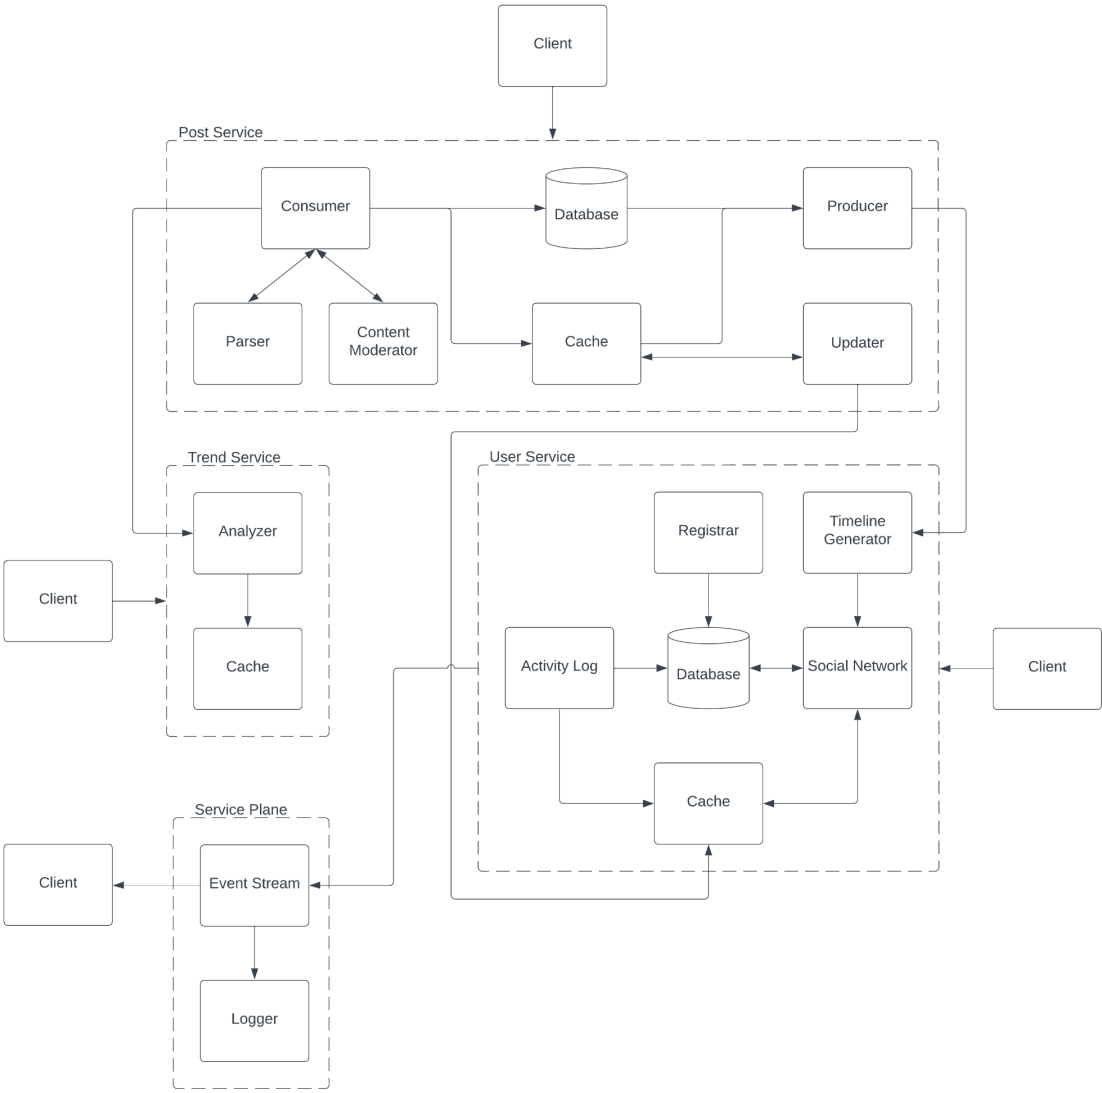 Client
Post Service
Consumer
Database
Producer
Parser
Content
Moderator
Cache
Updater
Trend Service
User Service
Analyzer
Registrar
Timeline
Generator
Client
Cache
Activity Log
Database
Social Network
Client
Cache
Service Plane
Client
Event Stream
Logger